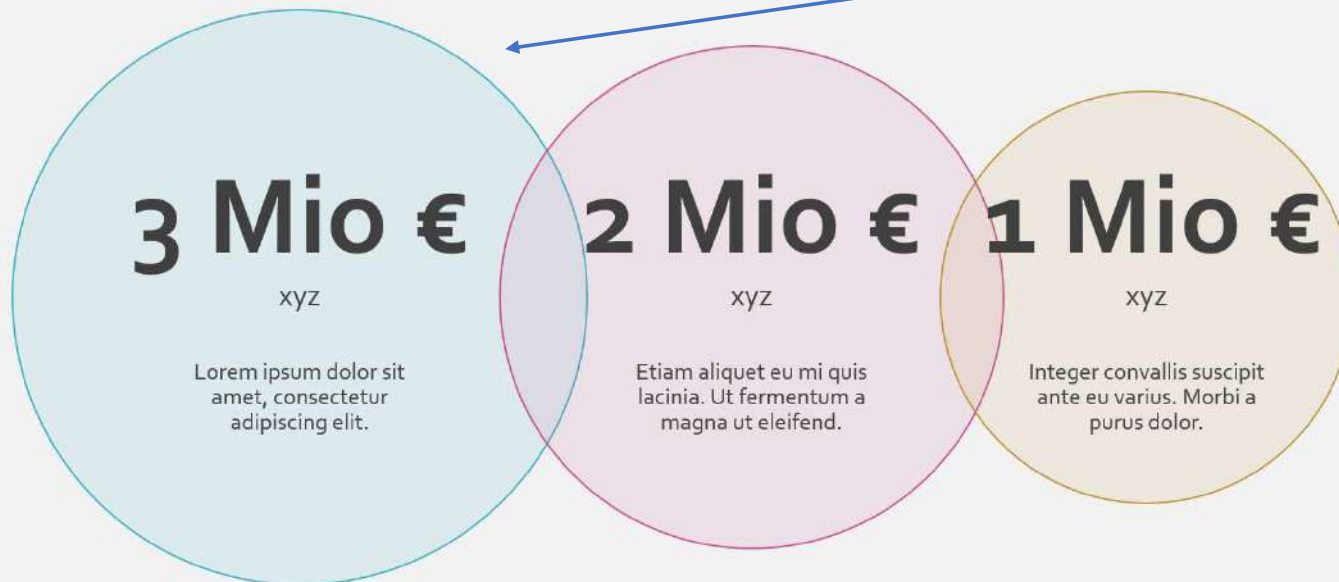 3 Mio €
xyz
Lorem ipsum dolor sit
amet, consectetur
adipiscing elit.
2 Mio €
xyz
Etiam aliquet eu mi quis
lacinia. Ut fermentum a
magna ut eleifend.
1 Mio €
xyz
Integer convallis suscipit
ante eu varius. Morbi a
purus dolor.